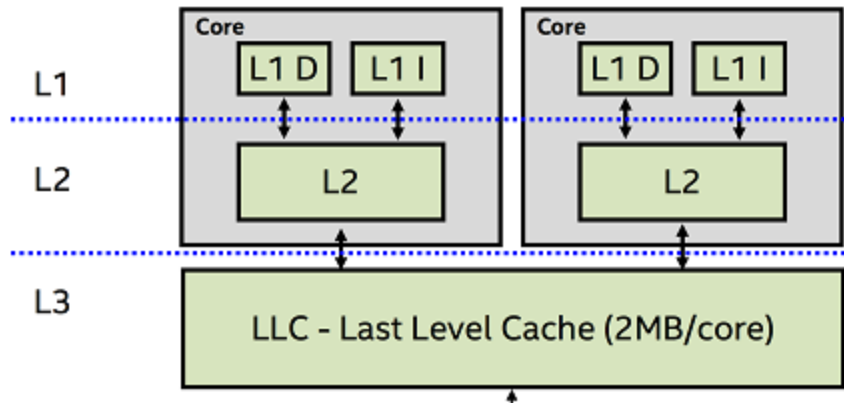 Core
Core
L1
L1 D
L1 I
L1 D
L1 I
L2
L2
L2
L3
LLC - Last Level Cache (2MB/core)